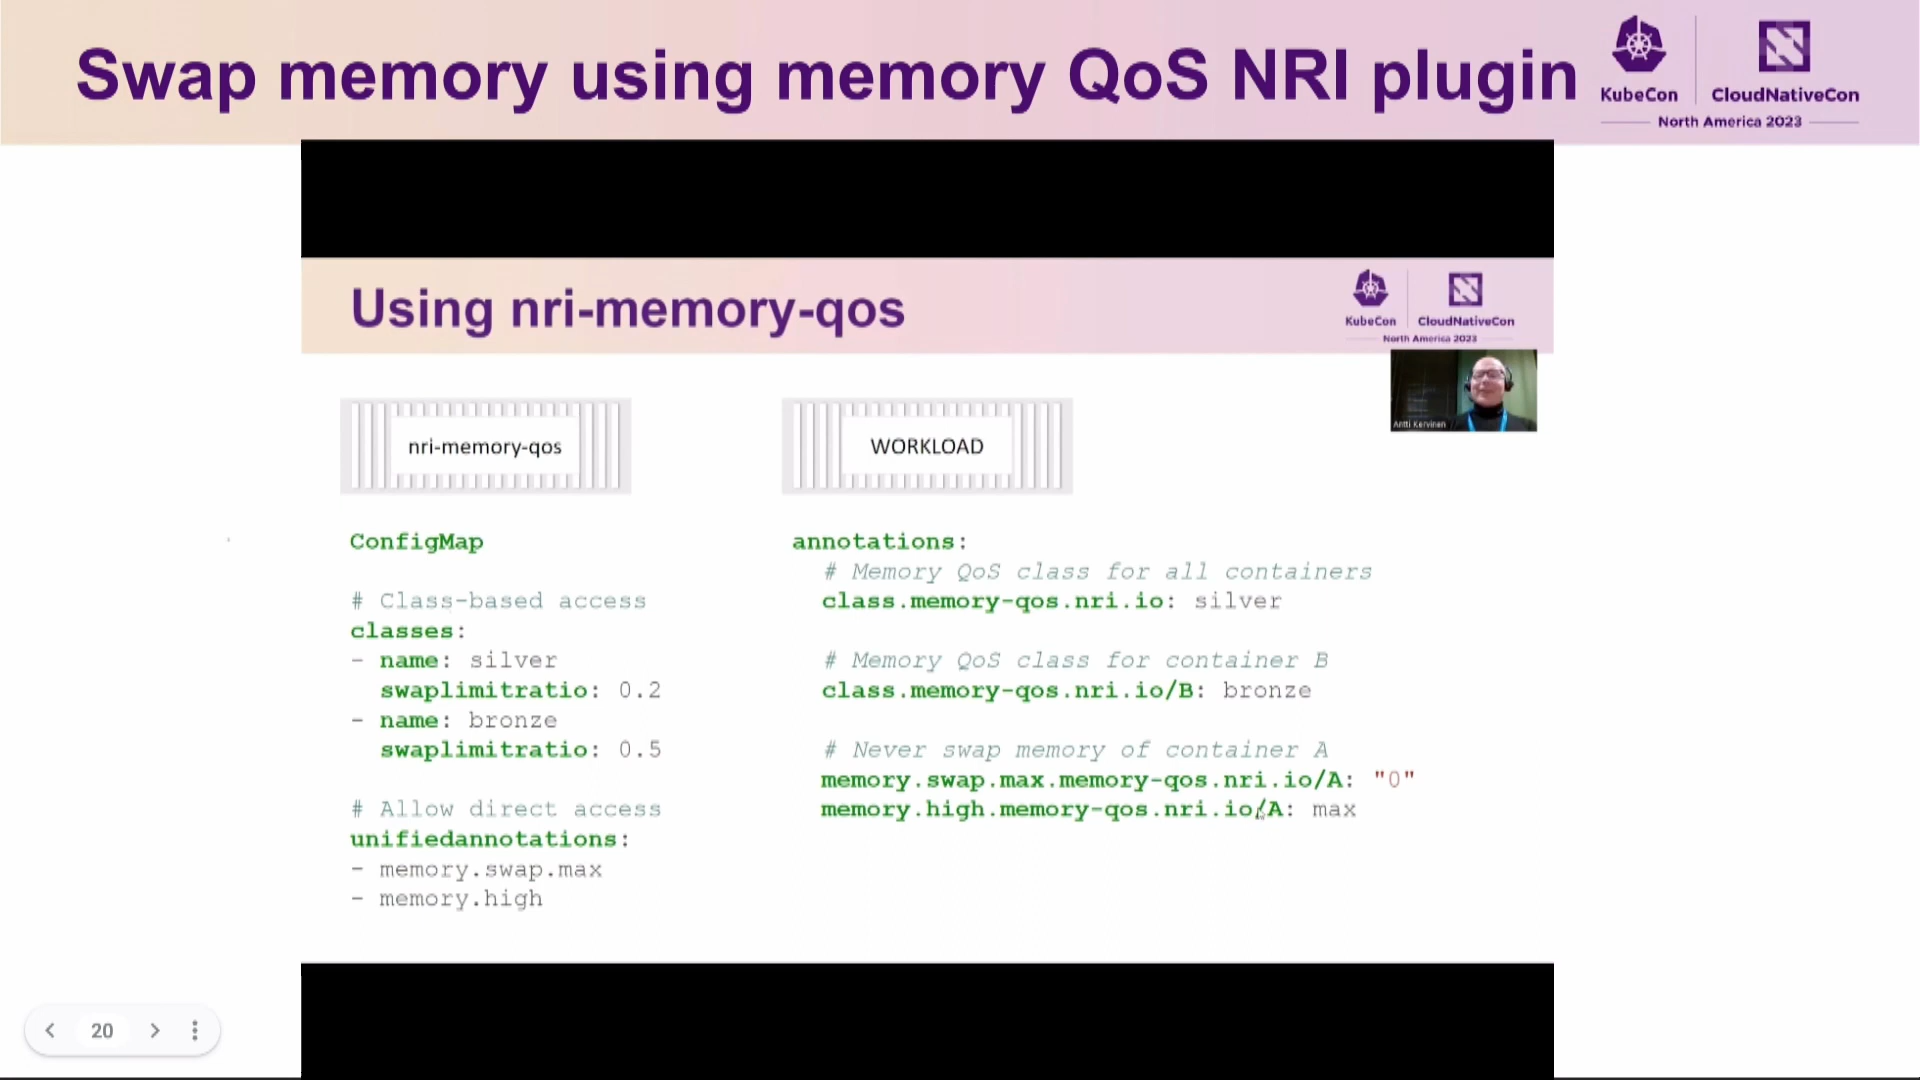 Swap memory using memory QoS NRI plugin
KubeCon
CloudNativeCon
North America 2023
Using nri-memory-qos
KubeCon
CloudNativeCon
North America 2023
Antti Kervinen
nri-memory-qos
WORKLOAD
ConfigMap
# Class-based access
classes:
- name: silver
swaplimitratio: 0.2
- name: bronze
swaplimitratio: 0.5
# Allow direct access
unifiedannotations:
- memory.swap.max
- memory.high
annotations:
# Memory QoS class for all containers
class.memory-qos.nri.io: silver
# Memory QoS class for container B
class.memory-qos.nri.io/B: bronze
# Never swap memory of container A
memory.swap.max.memory-qos.nri.io/A: "0"
memory.high.memory-qos.nri.io/A: max
20